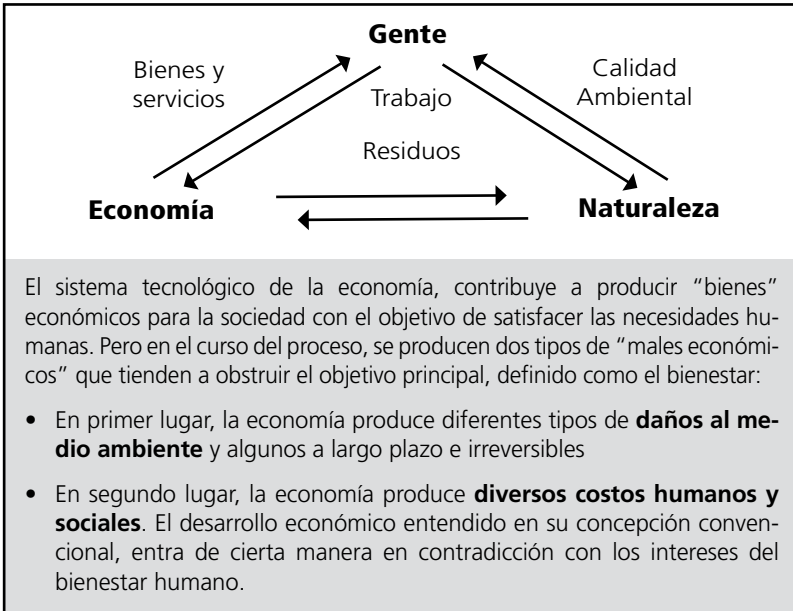 Gente
Bienes y
servicios
Trabajo
Calidad
Ambiental
Residuos
Economía
Naturaleza
El sistema tecnológico de la economía, contribuye a producir “bienes”
económicos para la sociedad con el objetivo de satisfacer las necesidades hu-
manas. Pero en el curso del proceso, se producen dos tipos de “males económi-
cos” que tienden a obstruir el objetivo principal, definido como el bienestar:
• En primer lugar, la economía produce diferentes tipos de daños al me-
dio ambiente y algunos a largo plazo e irreversibles
• En segundo lugar, la economía produce diversos costos humanos y
sociales. El desarrollo económico entendido en su concepción conven-
cional, entra de cierta manera en contradicción con los intereses del
bienestar humano.